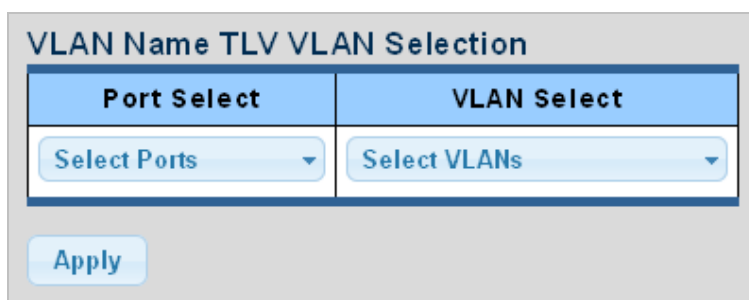 VLAN Name TLV VLAN Selection
Port Select VLAN Select
Select Ports Select VLANs
Apply